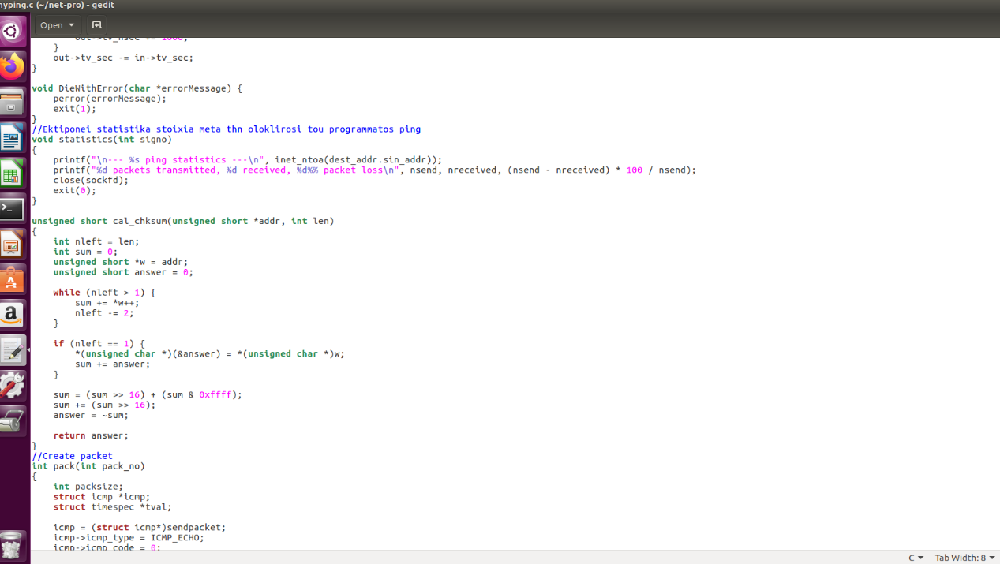 myping.c (~/net-pro) - gedit
Open
        out->tv_nsec += 1000;
    }
    out->tv_sec -= in->tv_sec;
}
void DieWithError(char *errorMessage) {
    perror(errorMessage);
    exit(1);
}
//Ektiponei statistika stoixia meta thn oloklirosi tou programmatos ping
void statistics(int signo)
{
    printf("\n--- %s ping statistics ---\n", inet_ntoa(dest_addr.sin_addr));
    printf("%d packets transmitted, %d received, %d%% packet loss\n", nsend, nreceived, (nsend - nreceived) * 100 / nsend);
    close(sockfd);
    exit(0);
}
unsigned short cal_chksum(unsigned short *addr, int len)
{
    int nleft = len;
    int sum = 0;
    unsigned short *w = addr;
    unsigned short answer = 0;
    while (nleft > 1) {
        sum += *w++;
        nleft -= 2;
    }
    if (nleft == 1) {
        *(unsigned char *)(&answer) = *(unsigned char *)w;
        sum += answer;
    }
    sum = (sum >> 16) + (sum & 0xffff);
    sum += (sum >> 16);
    answer = ~sum;
    return answer;
}
//Create packet
int pack(int pack_no)
{
    int packsize;
    struct icmp *icmp;
    struct timespec *tval;
    icmp = (struct icmp*)sendpacket;
    icmp->icmp_type = ICMP_ECHO;
    icmp->icmp_code = 0;
C
Tab Width: 8